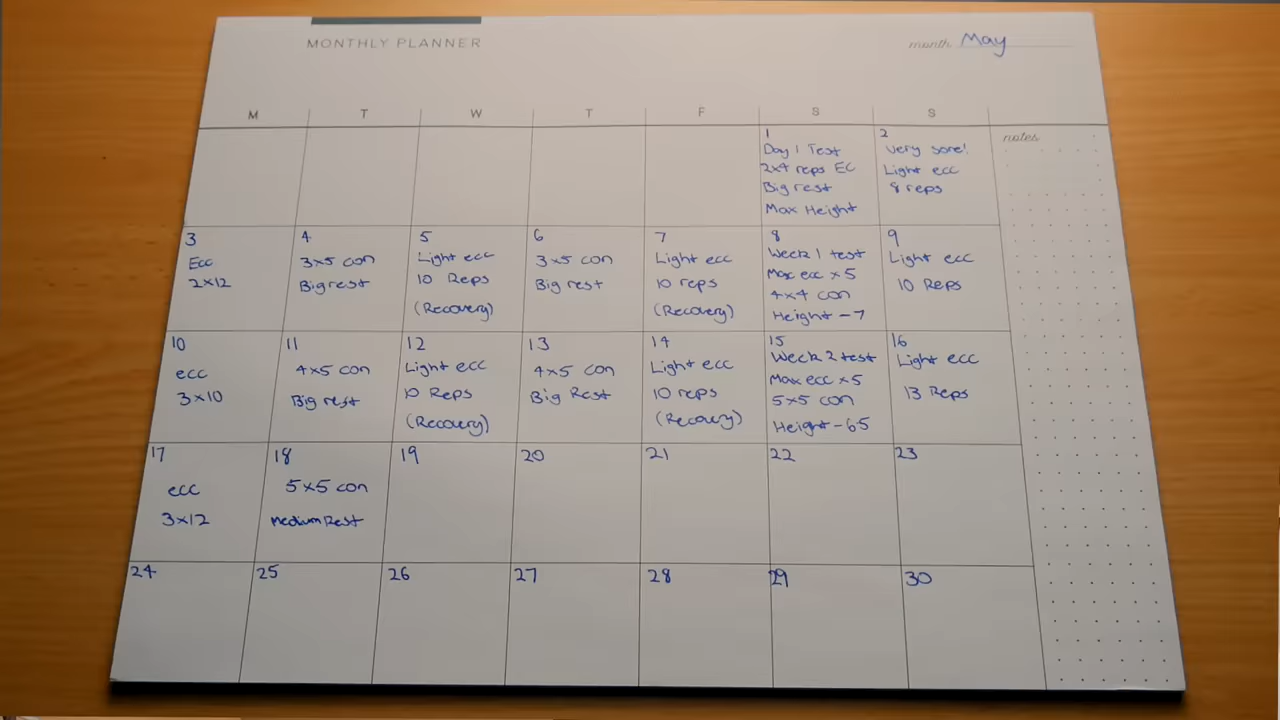 MONTHLY PLANNER
month May
M T W T F S S
notes
1
Day 1 Test
2x4 reps EC
Big rest
Max Height
2
Very sore!
Light ecc
8 reps
3
Ecc
2x12
4
3x5 con
Big rest
5
Light ecc
10 Reps
(Recovery)
6
3x5 con
Big rest
7
Light ecc
10 reps
(Recovery)
8
Week 1 test
Max ecc x5
4x4 con
Height - 7
9
Light ecc
10 Reps
10
ecc
3x10
11
4x5 con
Big rest
12
Light ecc
10 Reps
(Recovery)
13
4x5 con
Big Rest
14
Light ecc
10 reps
(Recovery)
15
Week 2 test
Max ecc x5
5x5 con
Height - 65
16
Light ecc
13 Reps
17
ecc
3x12
18
5x5 con
Medium Rest
19
20
21
22
23
24
25
26
27
28
29
30